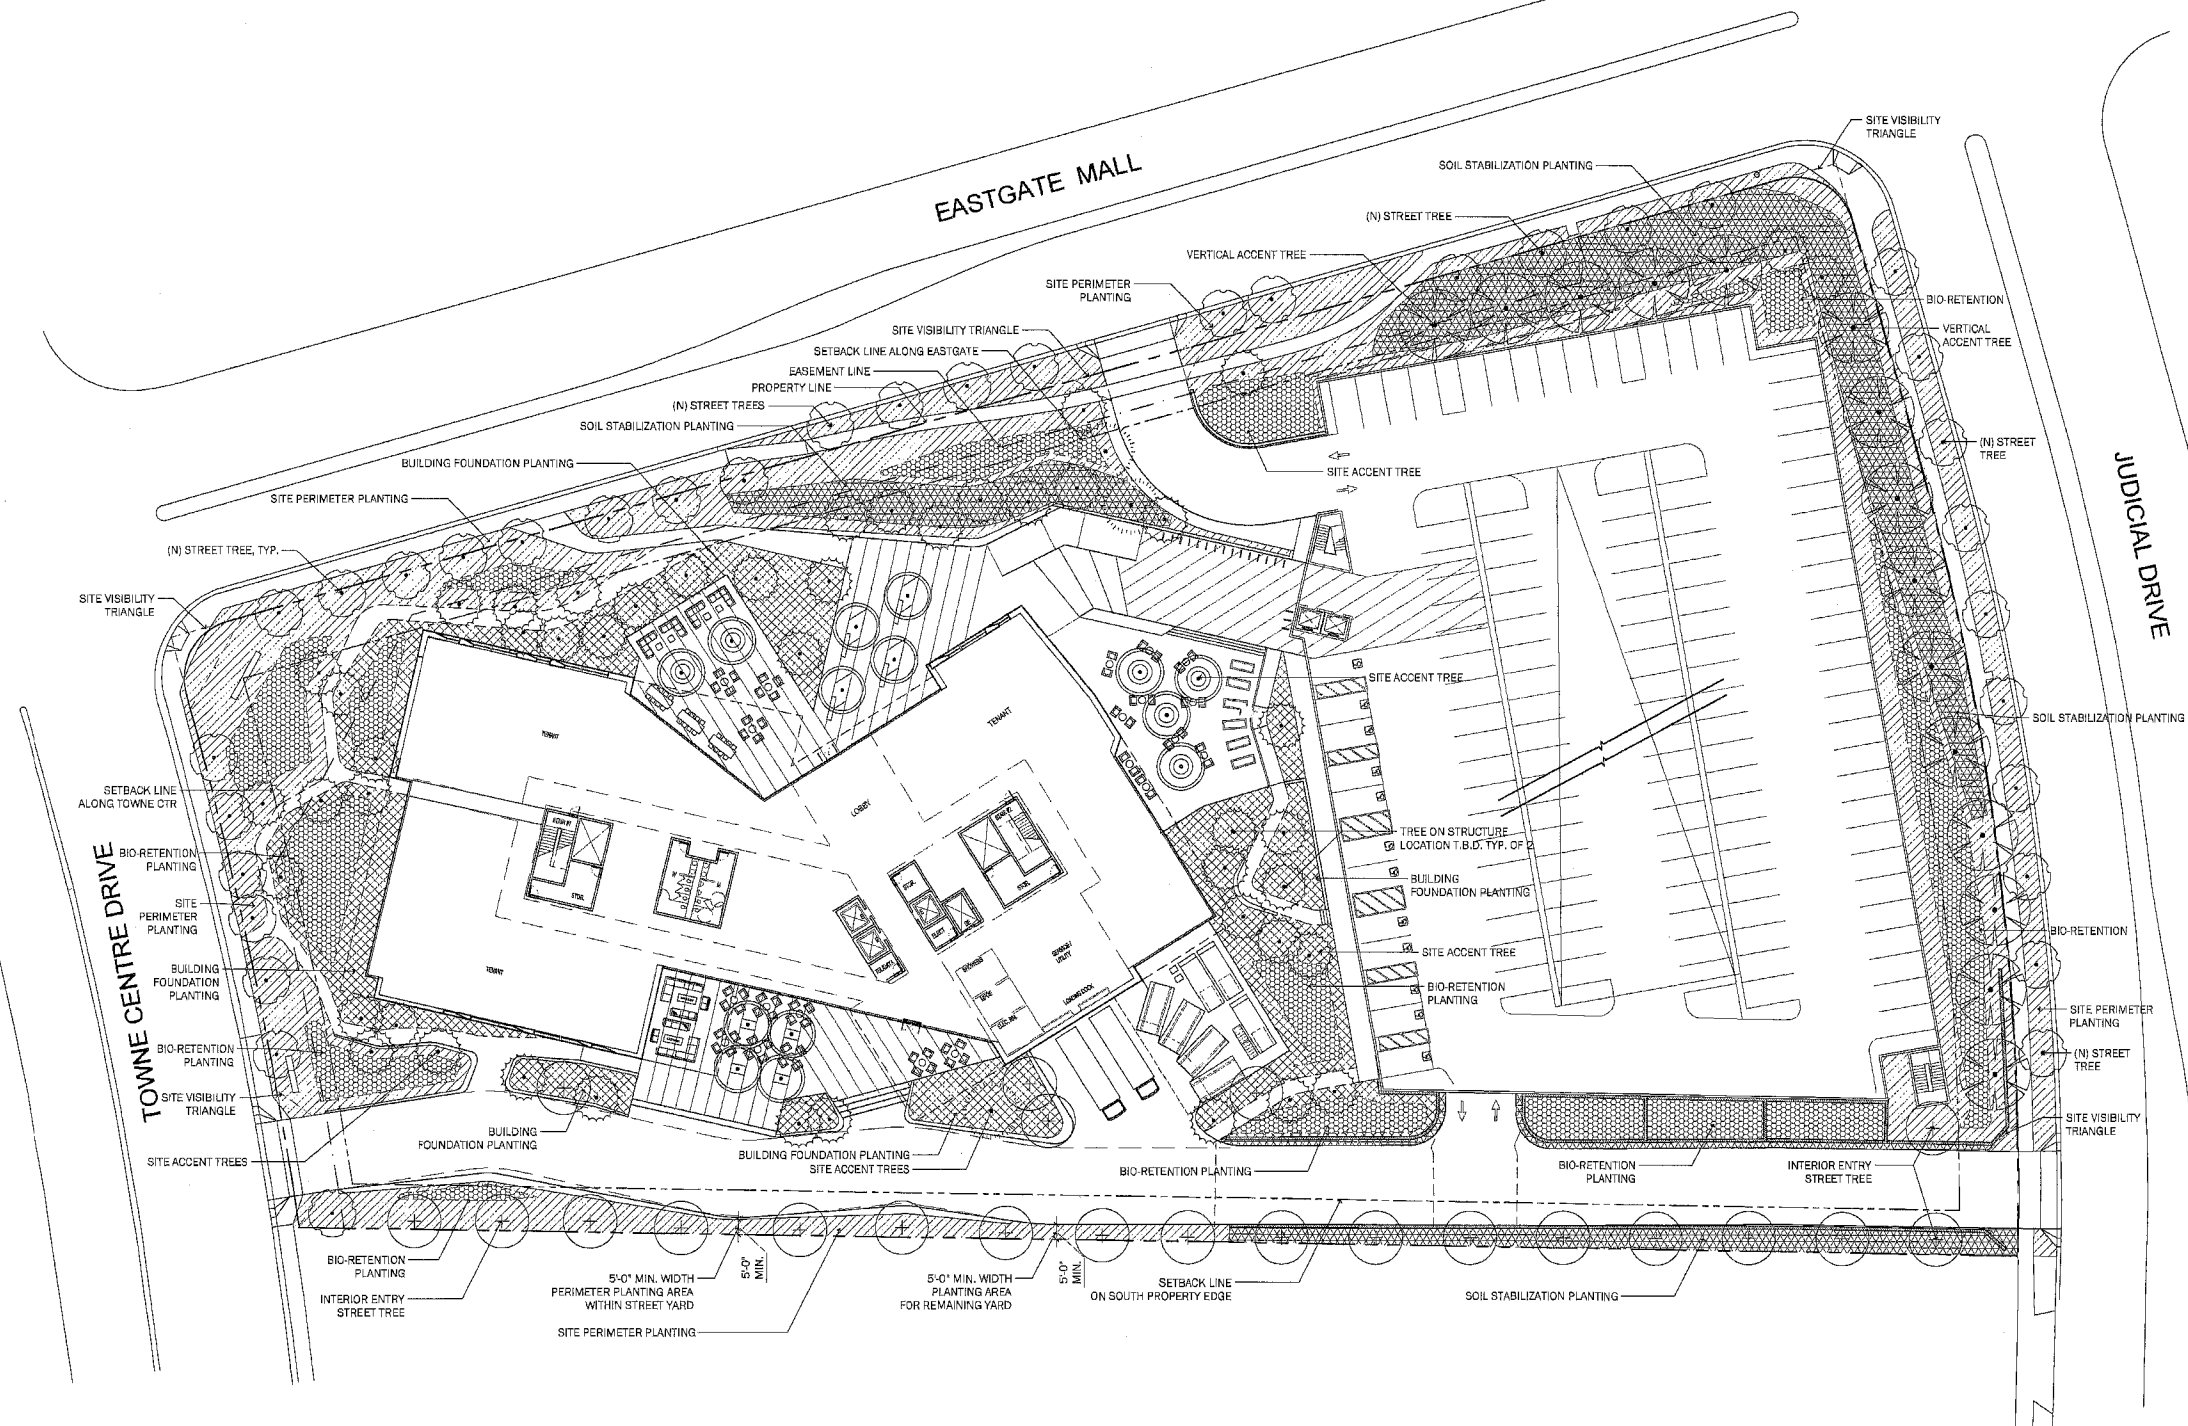 EASTGATE MALL
SITE VISIBILITY
TRIANGLE
SOIL STABILIZATION PLANTING
(N) STREET TREE
VERTICAL ACCENT TREE
SITE PERIMETER
PLANTING
SITE VISIBILITY TRIANGLE
SETBACK LINE ALONG EASTGATE
EASEMENT LINE
PROPERTY LINE
(N) STREET TREES
SOIL STABILIZATION PLANTING
BUILDING FOUNDATION PLANTING
SITE PERIMETER PLANTING
(N) STREET TREE, TYP.
SITE VISIBILITY
TRIANGLE
BIO-RETENTION
VERTICAL
ACCENT TREE
(N) STREET
TREE
JUDICIAL DRIVE
SITE ACCENT TREE
SITE ACCENT TREE
SOIL STABILIZATION PLANTING
TENANT
TENANT
LOBBY
SETBACK LINE
ALONG TOWNE CTR
TREE ON STRUCTURE
LOCATION T.B.D. TYP. OF 2
BIO-RETENTION
PLANTING
BUILDING
FOUNDATION PLANTING
TOWNE CENTRE DRIVE
SITE
PERIMETER
PLANTING
STOR.
STOR.
STOR.
ELECT
BIO-RETENTION
SITE ACCENT TREE
SERVICE/
UTILITY
SHOWERS
TENANT
BUILDING
FOUNDATION
PLANTING
BIO-RETENTION
PLANTING
LOADING DOCK
SITE PERIMETER
PLANTING
BIO-RETENTION
PLANTING
(N) STREET
TREE
SITE VISIBILITY
TRIANGLE
SITE VISIBILITY
TRIANGLE
BUILDING
FOUNDATION PLANTING
SITE ACCENT TREES
BUILDING FOUNDATION PLANTING
SITE ACCENT TREES
BIO-RETENTION PLANTING
BIO-RETENTION
PLANTING
INTERIOR ENTRY
STREET TREE
BIO-RETENTION
PLANTING
INTERIOR ENTRY
STREET TREE
5'-0" MIN. WIDTH
PERIMETER PLANTING AREA
WITHIN STREET YARD
5'-0"
MIN.
5'-0" MIN. WIDTH
PLANTING AREA
FOR REMAINING YARD
5'-0"
MIN.
SETBACK LINE
ON SOUTH PROPERTY EDGE
SOIL STABILIZATION PLANTING
SITE PERIMETER PLANTING